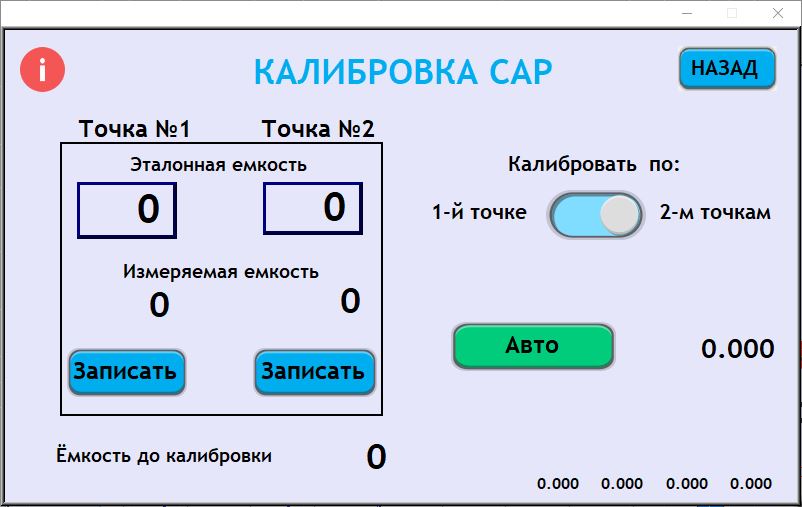 i
КАЛИБРОВКА CAP
НАЗАД
Точка №1
Точка №2
Эталонная емкость
0
0
Измеряемая емкость
0
0
Записать
Записать
Ёмкость до калибровки
0
Калибровать по:
1-й точке
2-м точкам
Авто
0.000
0.000
0.000
0.000
0.000